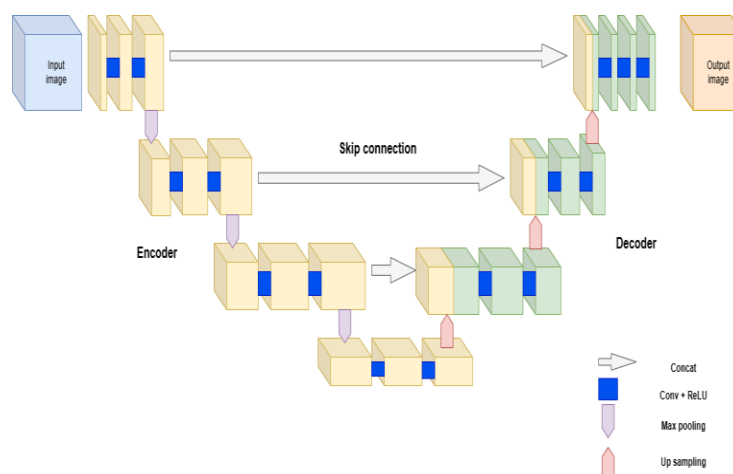 Input
image
Output
image
Skip connection
Encoder
Decoder
Concat
Conv + ReLU
Max pooling
Up sampling